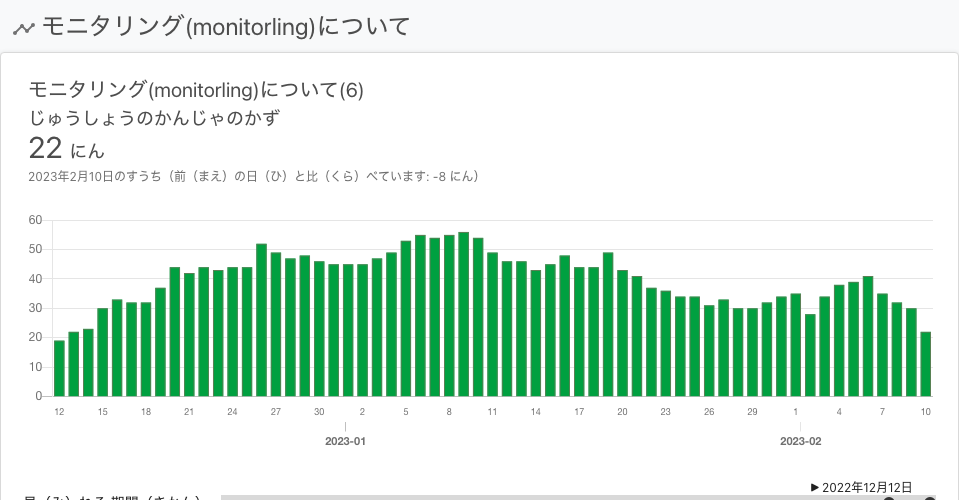 モニタリング(monitorling)について
モニタリング(monitorling)について(6)
じゅうしょうのかんじゃのかず
22 にん
2023年2月10日のすうち（前（まえ）の日（ひ）と比（くら）べています: -8 にん）
60
50
40
30
20
10
0
12 15 18 21 24 27 30 2 5 8 11 14 17 20 23 26 29 1 4 7 10
2023-01 2023-02
2022年12月12日